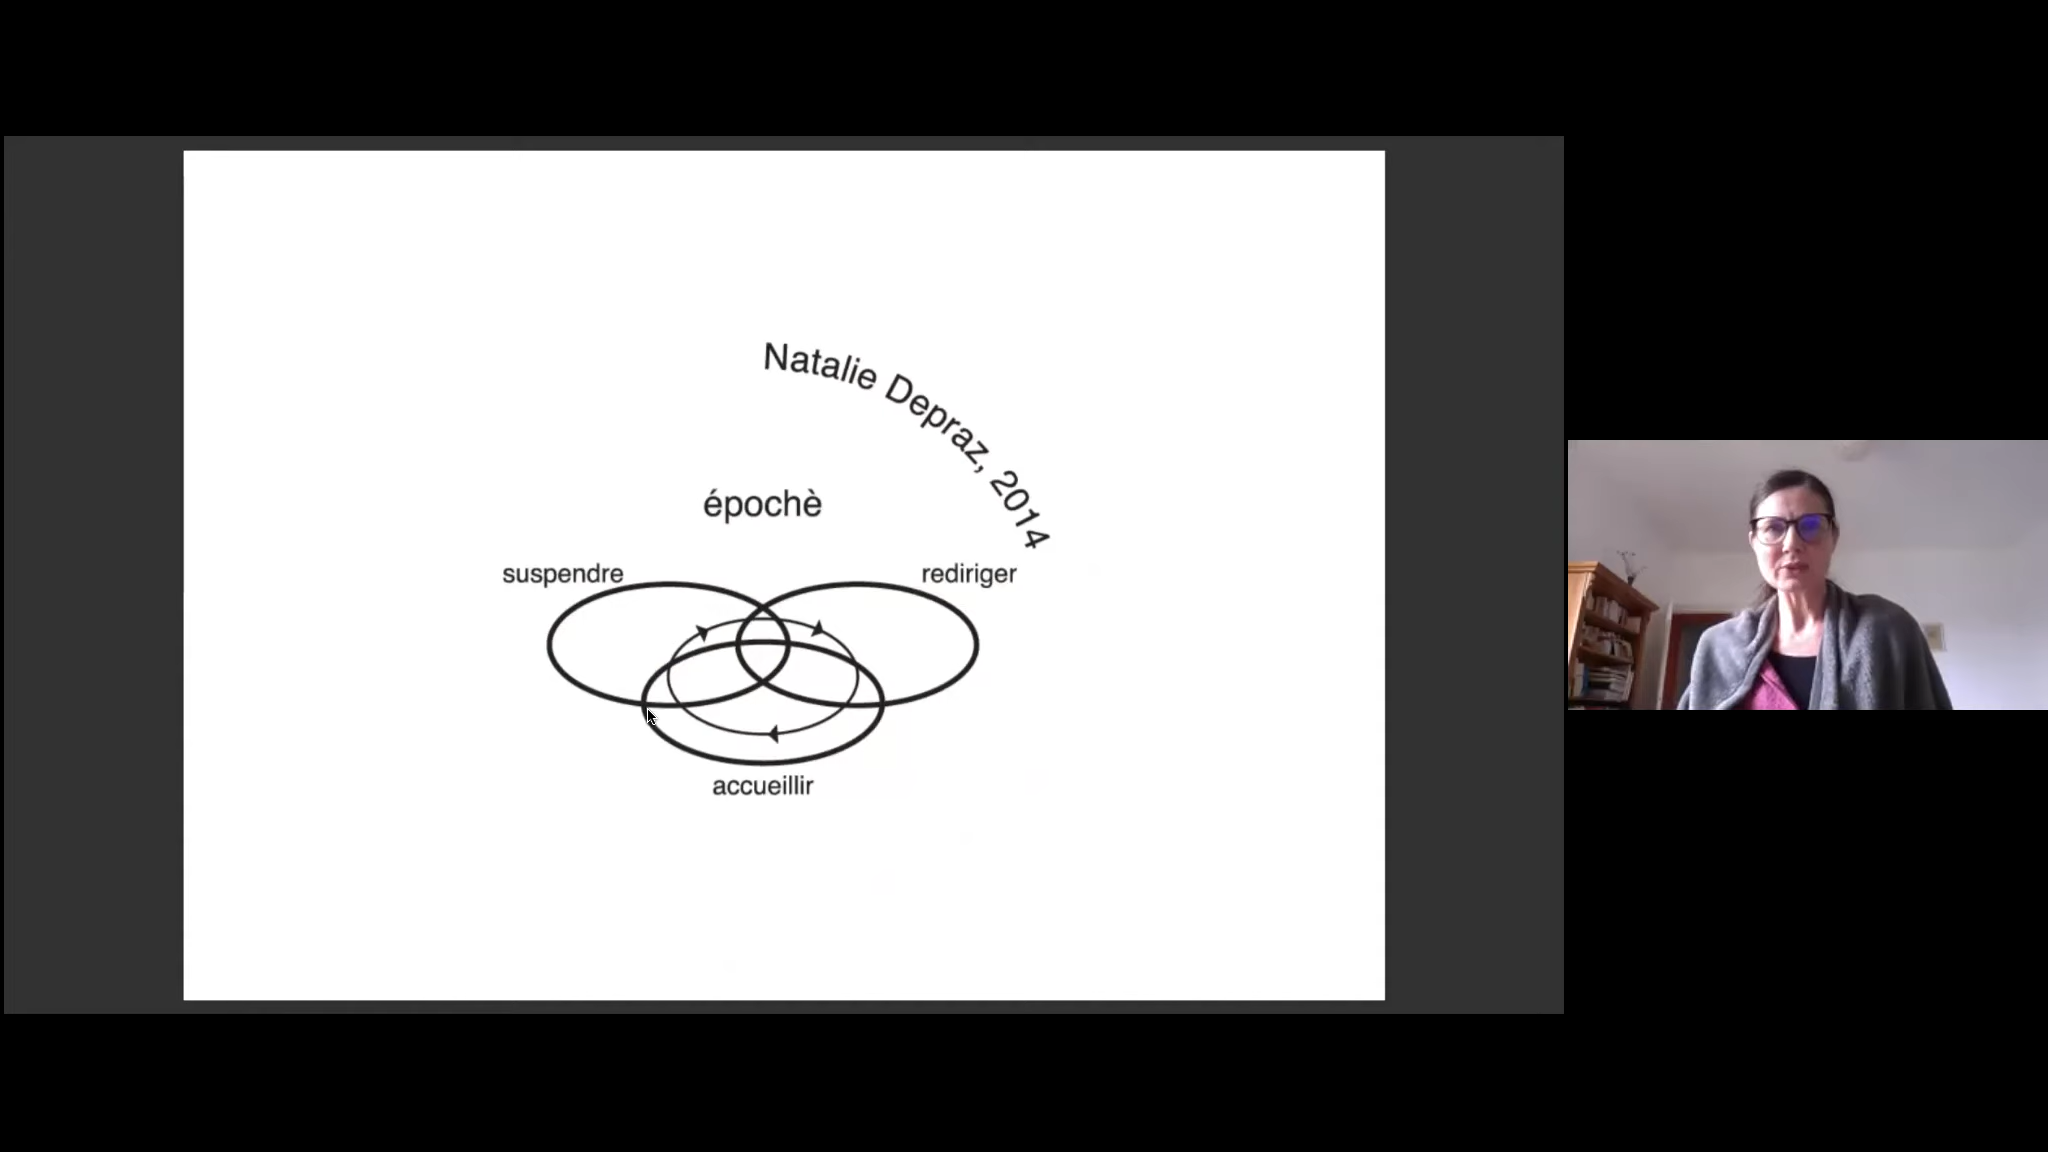 Natalie Depraz, 2014
épochè
suspendre
rediriger
accueillir